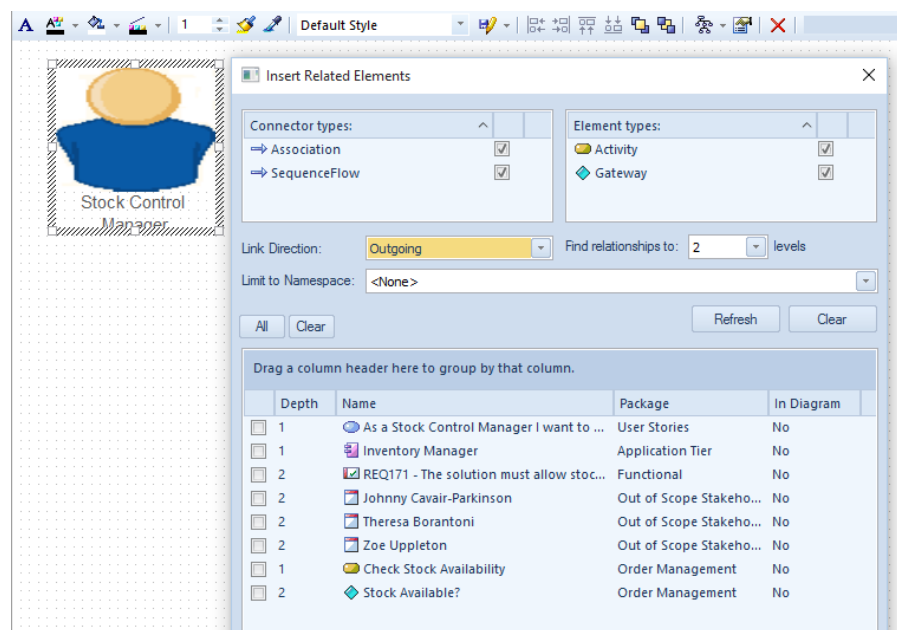 A A 1 Default Style
Insert Related Elements
Connector types: Element types:
Association Activity
SequenceFlow Gateway
Stock Control
Manager
Link Direction: Outgoing Find relationships to: 2 levels
Limit to Namespace: <None>
All Clear Refresh Clear
Drag a column header here to group by that column.
Depth Name Package In Diagram
1 As a Stock Control Manager I want to ... User Stories No
1 Inventory Manager Application Tier No
2 REQ171 - The solution must allow stoc... Functional No
2 Johnny Cavair-Parkinson Out of Scope Stakeho... No
2 Theresa Borantoni Out of Scope Stakeho... No
2 Zoe Uppleton Out of Scope Stakeho... No
1 Check Stock Availability Order Management No
2 Stock Available? Order Management No